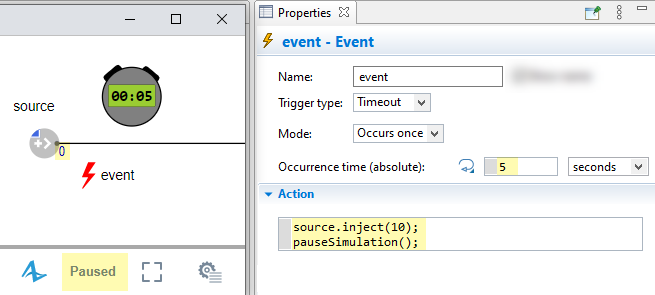 Properties
event - Event
Name:
event
Trigger type:
Timeout
Mode:
Occurs once
Occurrence time (absolute):
5
seconds
Action
source.inject(10);
pauseSimulation();
00:05
source
0
event
Paused